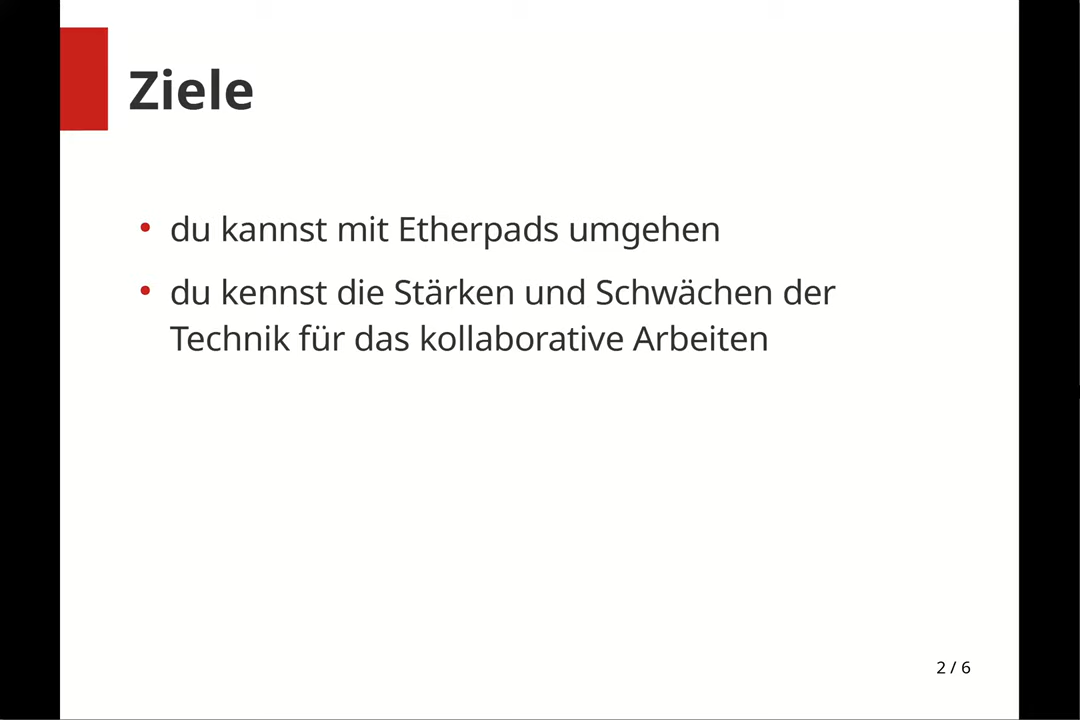 Ziele
• du kannst mit Etherpads umgehen
• du kennst die Stärken und Schwächen der
Technik für das kollaborative Arbeiten
2 / 6